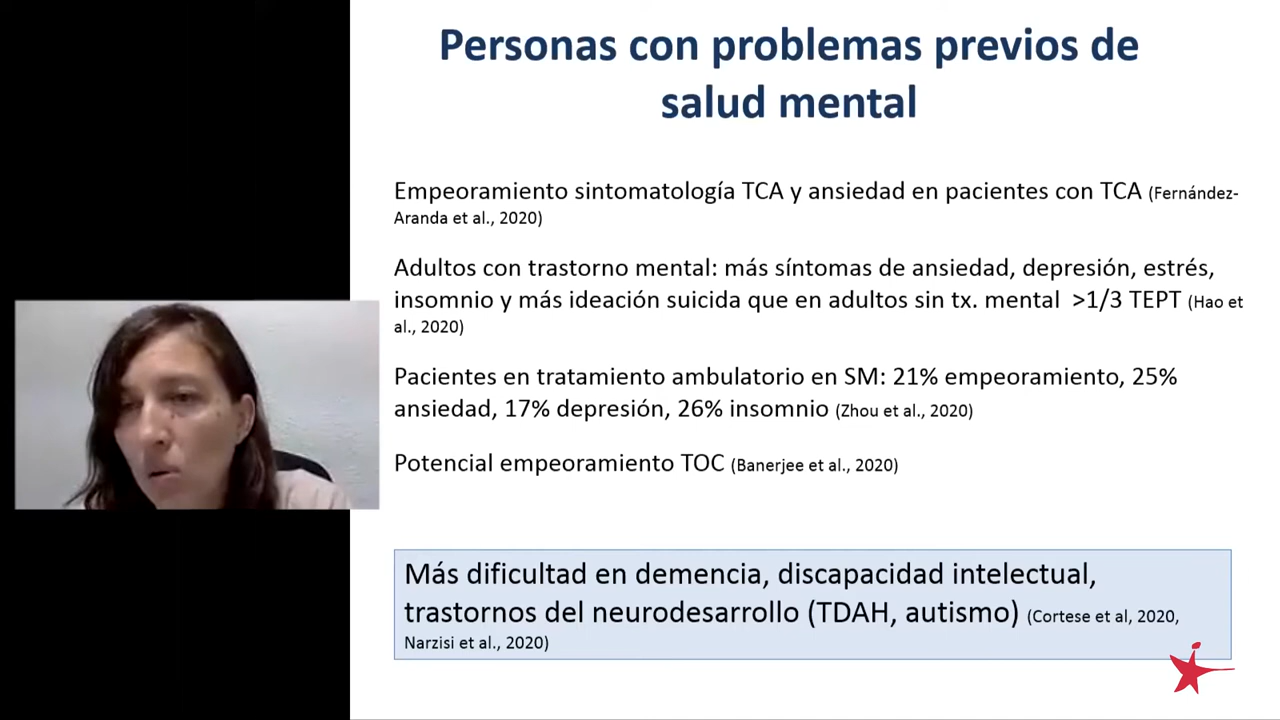 Personas con problemas previos de
salud mental
Empeoramiento sintomatología TCA y ansiedad en pacientes con TCA (Fernández-
Aranda et al., 2020)
Adultos con trastorno mental: más síntomas de ansiedad, depresión, estrés,
insomnio y más ideación suicida que en adultos sin tx. mental >1/3 TEPT (Hao et
al., 2020)
Pacientes en tratamiento ambulatorio en SM: 21% empeoramiento, 25%
ansiedad, 17% depresión, 26% insomnio (Zhou et al., 2020)
Potencial empeoramiento TOC (Banerjee et al., 2020)
Más dificultad en demencia, discapacidad intelectual,
trastornos del neurodesarrollo (TDAH, autismo) (Cortese et al, 2020,
Narzisi et al., 2020)